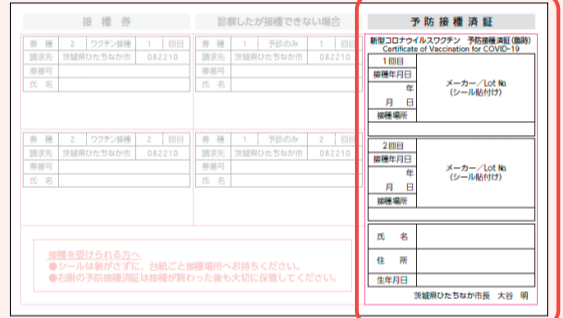 接種券
診察したが接種できない場合
予防接種済証
券種 2 ワクチン接種 1 回目
請求先 茨城県ひたちなか市 082210
券番号
氏名
券種 1 予診のみ 1 回目
請求先 茨城県ひたちなか市 082210
券番号
氏名
券種 2 ワクチン接種 2 回目
請求先 茨城県ひたちなか市 082210
券番号
氏名
券種 1 予診のみ 2 回目
請求先 茨城県ひたちなか市 082210
券番号
氏名
接種を受けられる方へ
●シールは剥がさずに、台紙ごと接種場所へお持ちください。
●右側の予防接種済証は接種が終わった後も大切に保管してください。
新型コロナウイルスワクチン 予防接種済証(臨時)
Certificate of Vaccination for COVID-19
1回目
接種年月日
年
月 日
接種場所
メーカー/Lot №
(シール貼付け)
2回目
接種年月日
年
月 日
接種場所
メーカー/Lot №
(シール貼付け)
氏名
住所
生年月日
茨城県ひたちなか市長 大谷 明